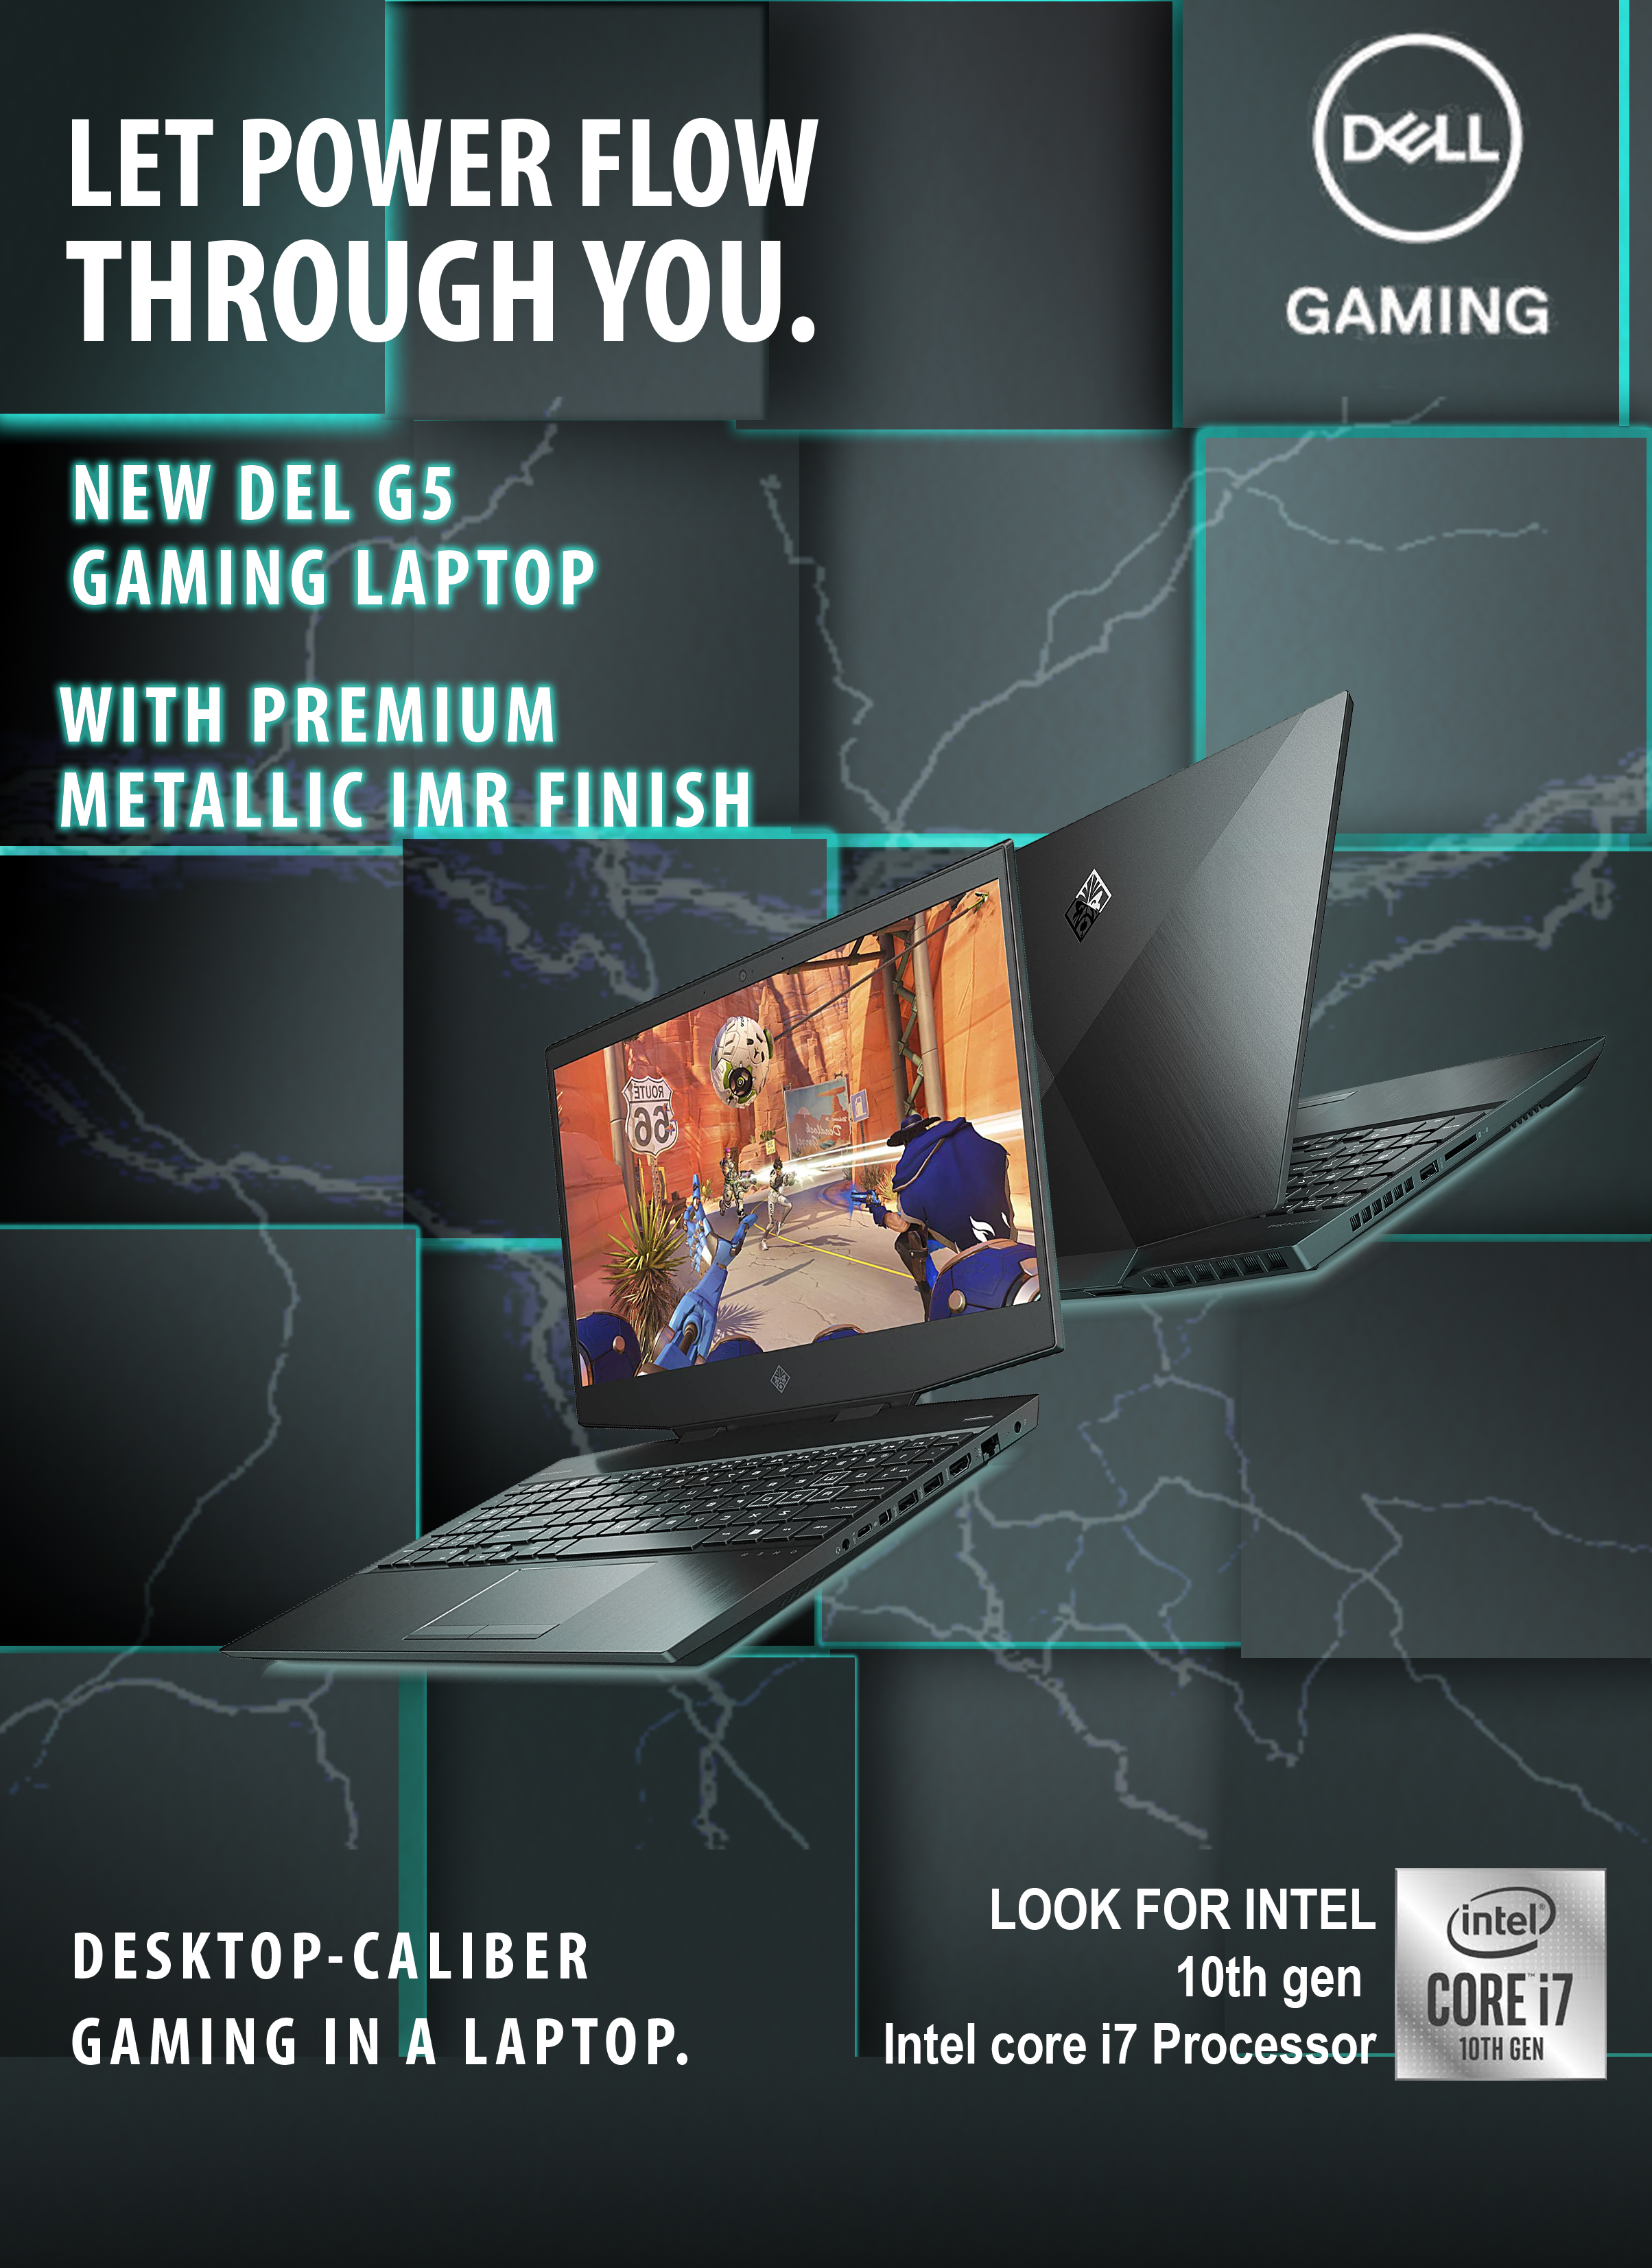 LET POWER FLOW
THROUGH YOU.
DELL
GAMING
NEW DEL G5
GAMING LAPTOP
WITH PREMIUM
METALLIC IMR FINISH
ROUTE
66
DESKTOP-CALIBER
GAMING IN A LAPTOP.
LOOK FOR INTEL
10th gen
Intel core i7 Processor
intel
CORE™ i7
10TH GEN